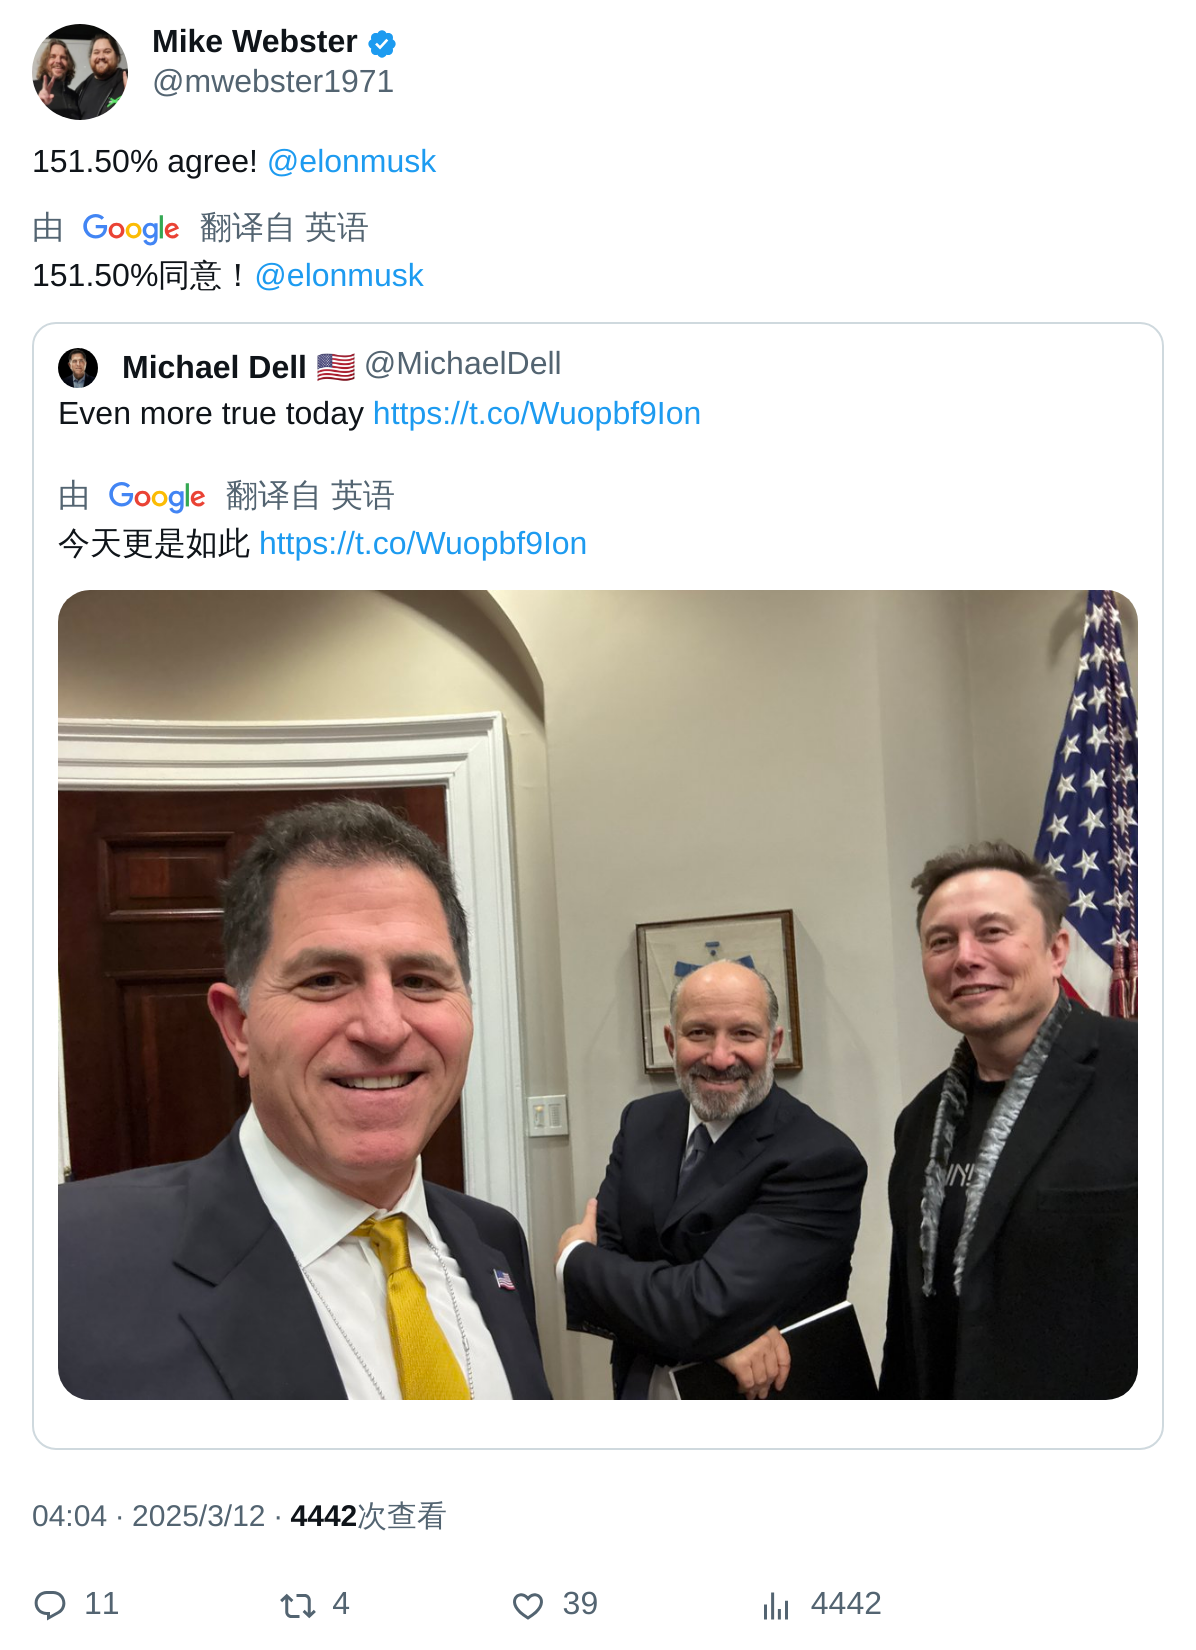 Mike Webster
@mwebster1971
151.50% agree! @elonmusk
由 Google 翻译自 英语
151.50%同意！@elonmusk
Michael Dell 🇺🇸 @MichaelDell
Even more true today https://t.co/Wuopbf9Ion
由 Google 翻译自 英语
今天更是如此 https://t.co/Wuopbf9Ion
04:04 · 2025/3/12 · 4442次查看
11 4 39 4442